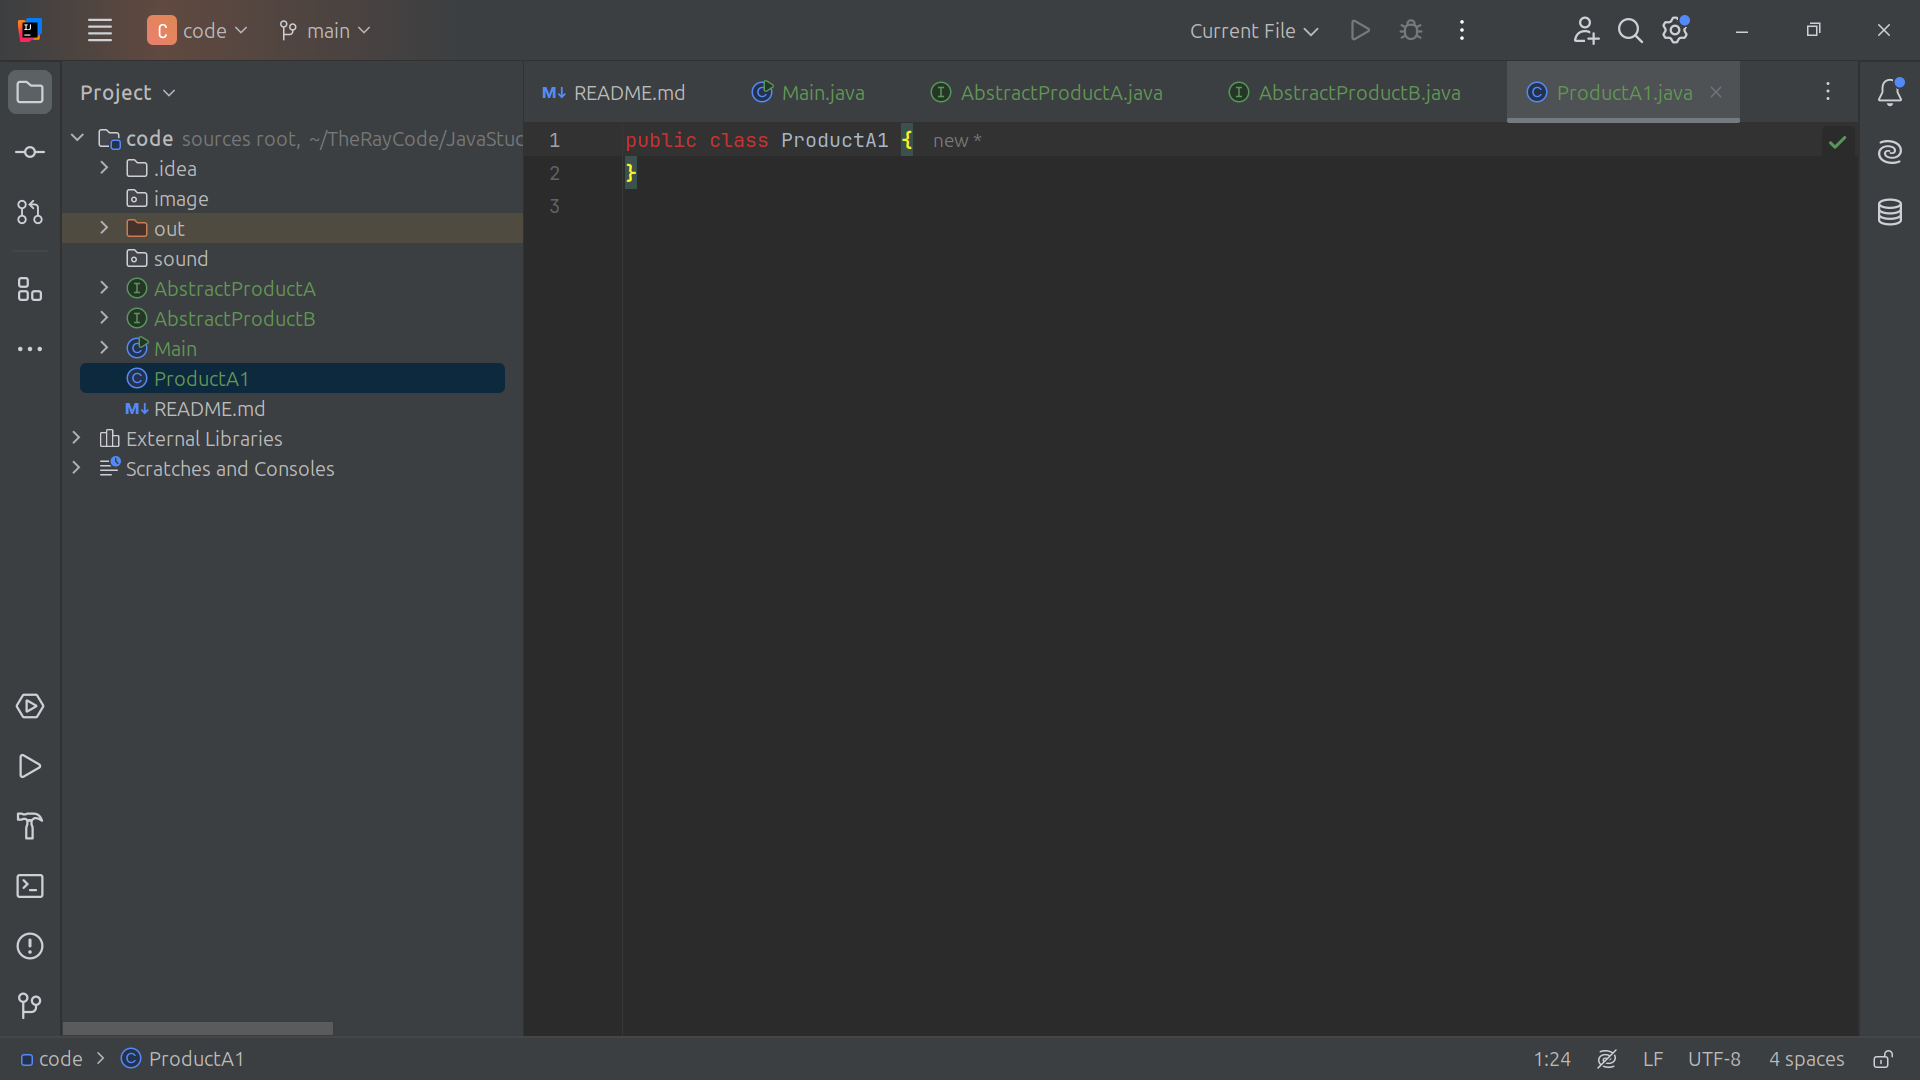 code
main
Current File
Project
README.md
Main.java
AbstractProductA.java
AbstractProductB.java
ProductA1.java
code sources root, ~/TheRayCode/JavaStud
.idea
image
out
sound
AbstractProductA
AbstractProductB
Main
ProductA1
README.md
External Libraries
Scratches and Consoles
1 public class ProductA1 { new *
2 }
3
code > ProductA1
1:24 LF UTF-8 4 spaces